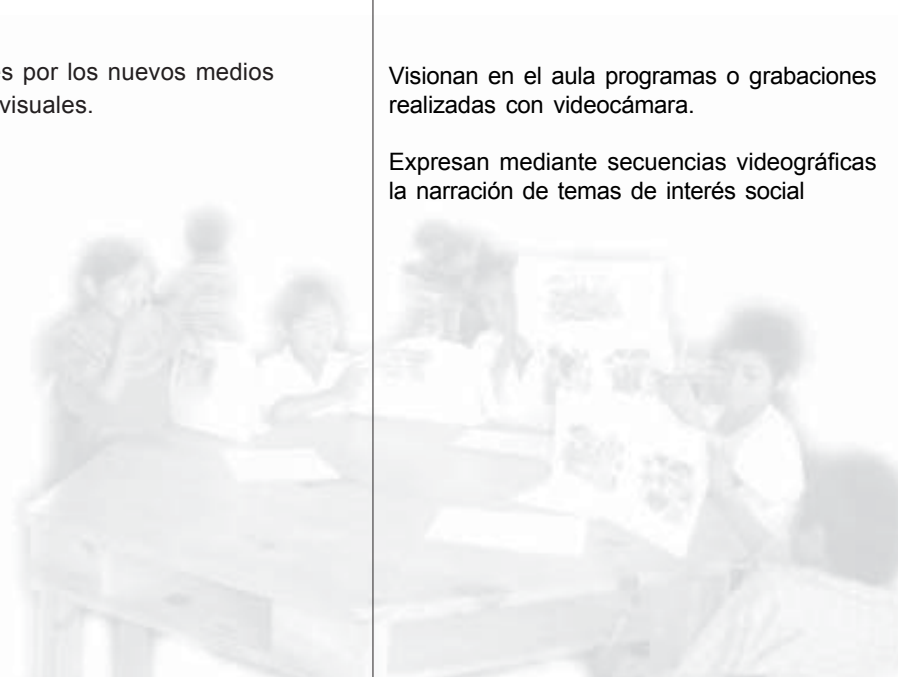 s por los nuevos medios
visuales.
Visionan en el aula programas o grabaciones
realizadas con videocámara.
Expresan mediante secuencias videográficas
la narración de temas de interés social